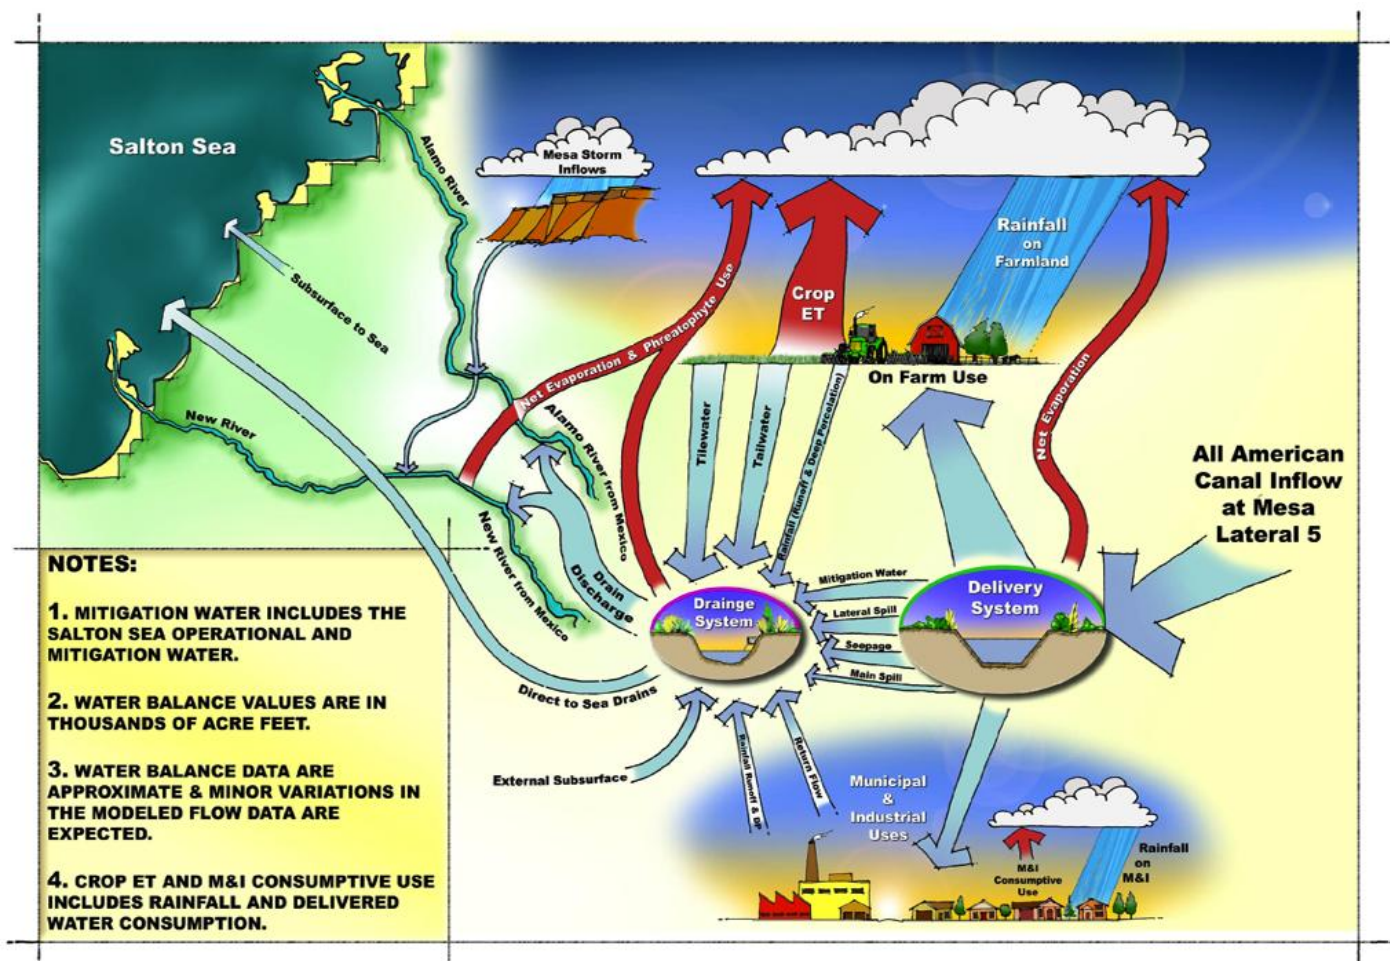 Salton Sea
Alamo River
Mesa Storm
Inflows
Subsurface to Sea
New River
Net Evaporation & Phreatophyte Use
Crop
ET
Rainfall
on
Farmland
On Farm Use
Net Evaporation
All American
Canal Inflow
at Mesa
Lateral 5
Tilewater
Tailwater
Rainfall (Runoff & Deep Percolation)
Alamo River from Mexico
New River from Mexico
Drain
Discharge
Drainge
System
Mitigation Water
Lateral Spill
Seepage
Main Spill
Delivery
System
Direct to Sea Drains
External Subsurface
Rainfall Runoff & DP
Return Flow
Municipal
&
Industrial
Uses
M&I
Consumptive
Use
Rainfall
on
M&I
NOTES:
1. MITIGATION WATER INCLUDES THE
SALTON SEA OPERATIONAL AND
MITIGATION WATER.
2. WATER BALANCE VALUES ARE IN
THOUSANDS OF ACRE FEET.
3. WATER BALANCE DATA ARE
APPROXIMATE & MINOR VARIATIONS IN
THE MODELED FLOW DATA ARE
EXPECTED.
4. CROP ET AND M&I CONSUMPTIVE USE
INCLUDES RAINFALL AND DELIVERED
WATER CONSUMPTION.